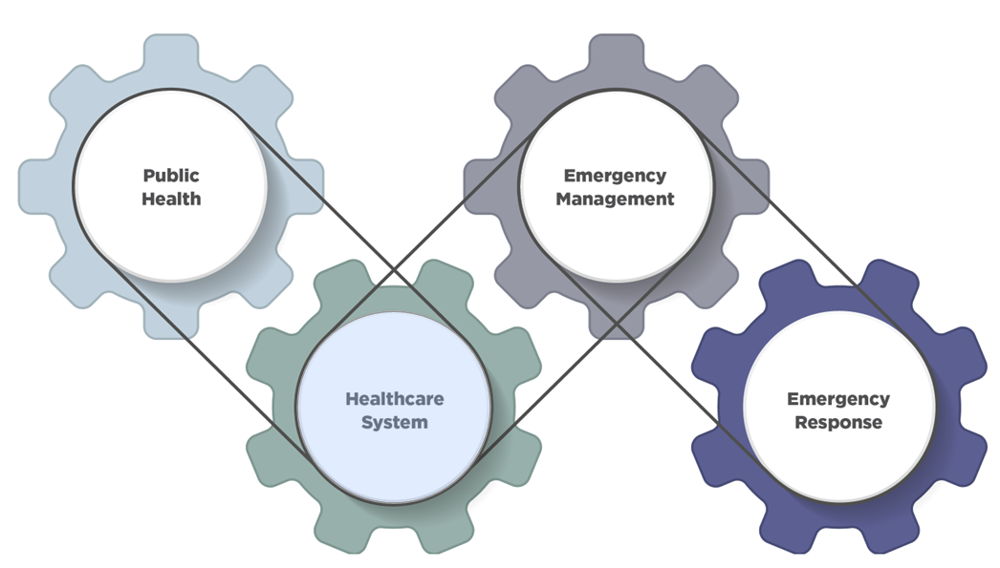 Public
Health
Emergency
Management
Healthcare
System
Emergency
Response